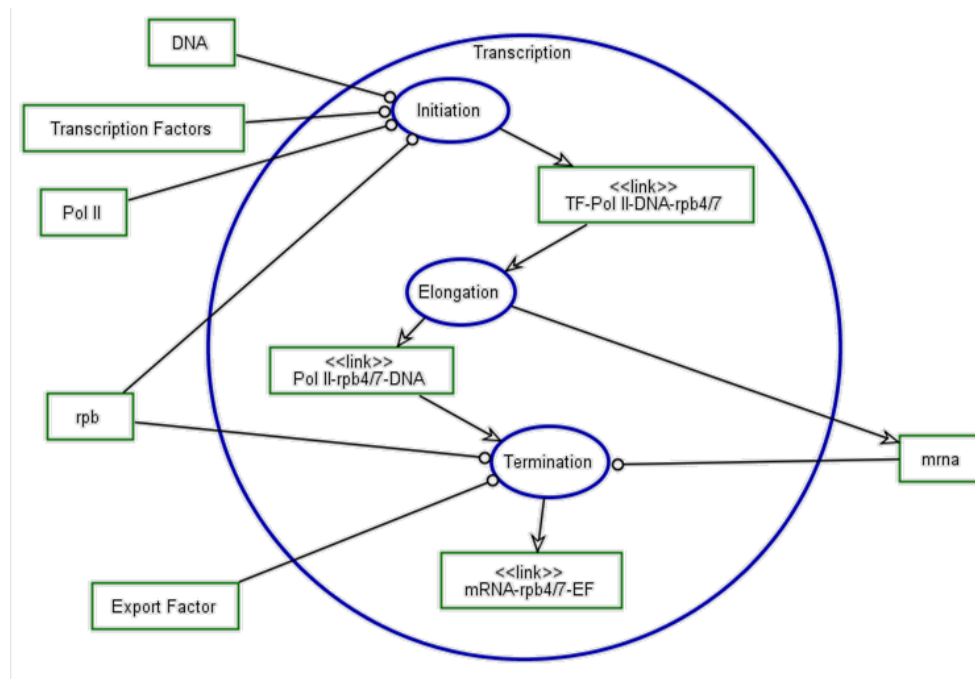 DNA
Transcription
Initiation
Transcription Factors
<<link>>
TF-Pol II-DNA-rpb4/7
Pol II
Elongation
<<link>>
Pol II-rpb4/7-DNA
rpb
Termination
mrna
<<link>>
mRNA-rpb4/7-EF
Export Factor